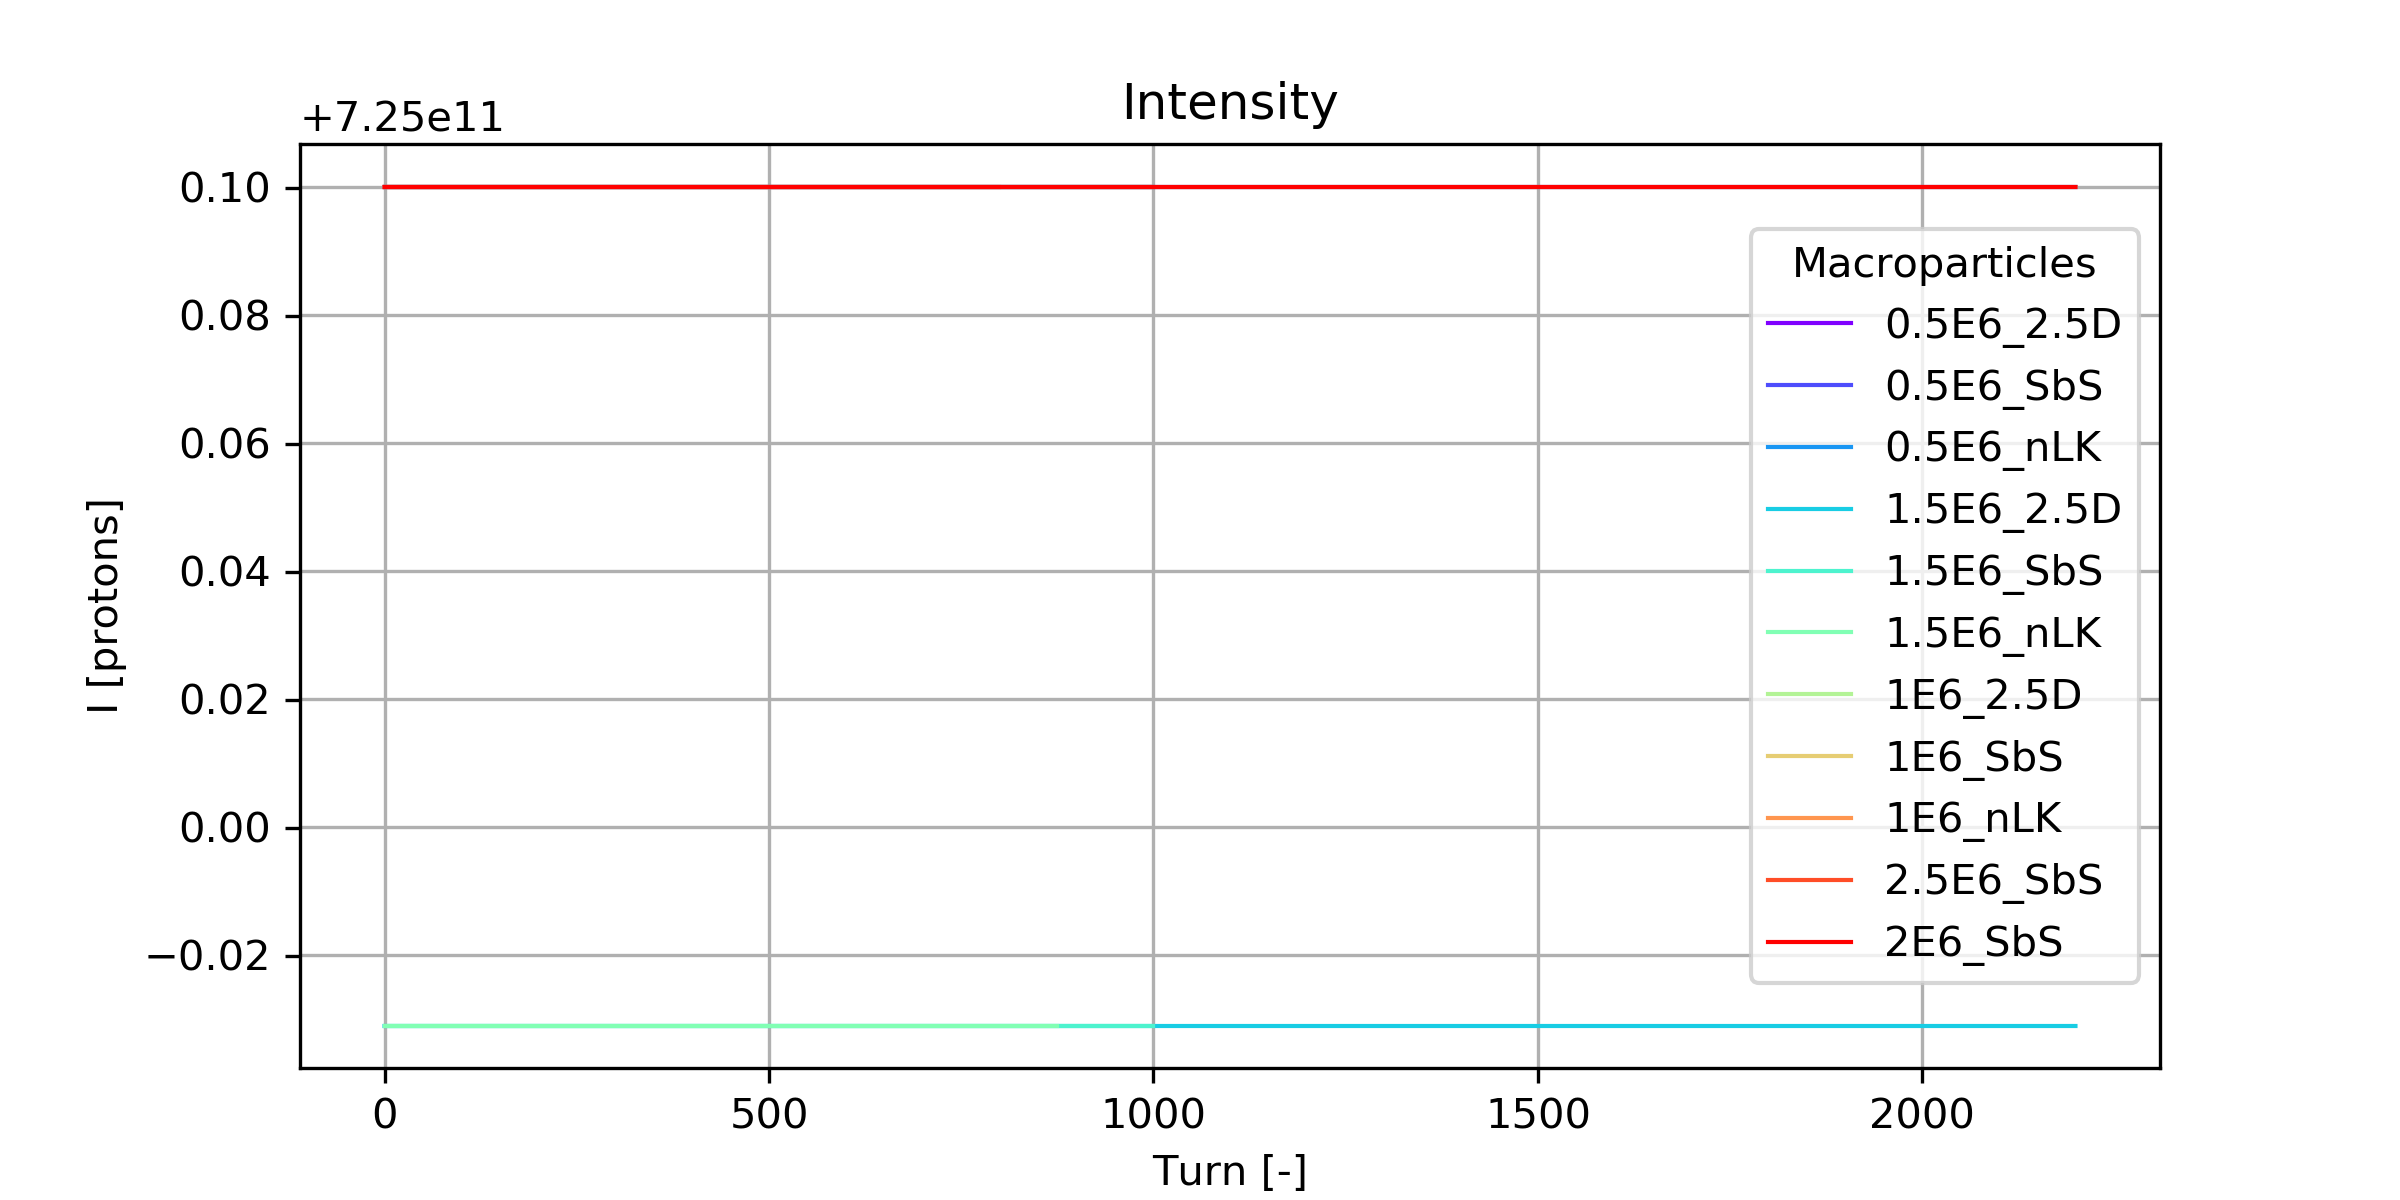 Intensity
+7.25e11
0.10
0.08
0.06
0.04
0.02
0.00
−0.02
I [protons]
Macroparticles
0.5E6_2.5D
0.5E6_SbS
0.5E6_nLK
1.5E6_2.5D
1.5E6_SbS
1.5E6_nLK
1E6_2.5D
1E6_SbS
1E6_nLK
2.5E6_SbS
2E6_SbS
0 500 1000 1500 2000
Turn [-]